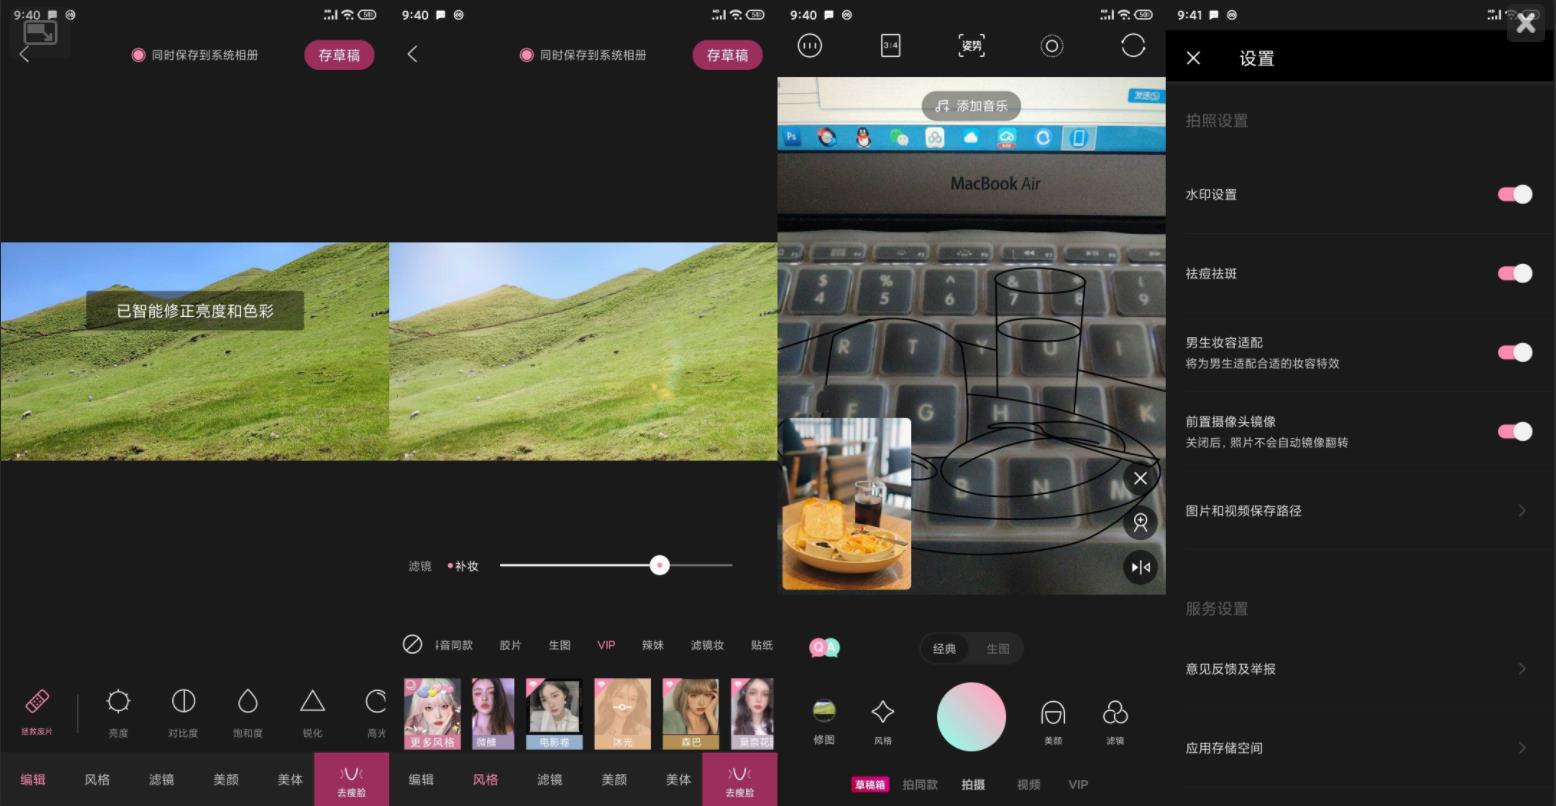 9:40
同时保存到系统相册
存草稿
已智能修正亮度和色彩
拯救废片
亮度
对比度
饱和度
锐化
高光
编辑
风格
滤镜
美颜
美体
去瘦脸
9:40
同时保存到系统相册
存草稿
滤镜
补妆
音同款
胶片
生图
VIP
辣妹
滤镜妆
贴纸
更多风格
微醺
电影卷
沐光
森巴
编辑
风格
滤镜
美颜
美体
去瘦脸
9:40
3:4
姿势
添加音乐
Ps
MacBook Air
$
4
%
5
^
6
&
7
8
9
R
T
Y
U
I
F
G
H
K
B
N
M
QA
经典
生图
修图
风格
美颜
滤镜
草稿箱
拍同款
拍摄
视频
VIP
9:41
设置
拍照设置
水印设置
祛痘祛斑
男生妆容适配
将为男生适配合适的妆容特效
前置摄像头镜像
关闭后，照片不会自动镜像翻转
图片和视频保存路径
服务设置
意见反馈及举报
应用存储空间